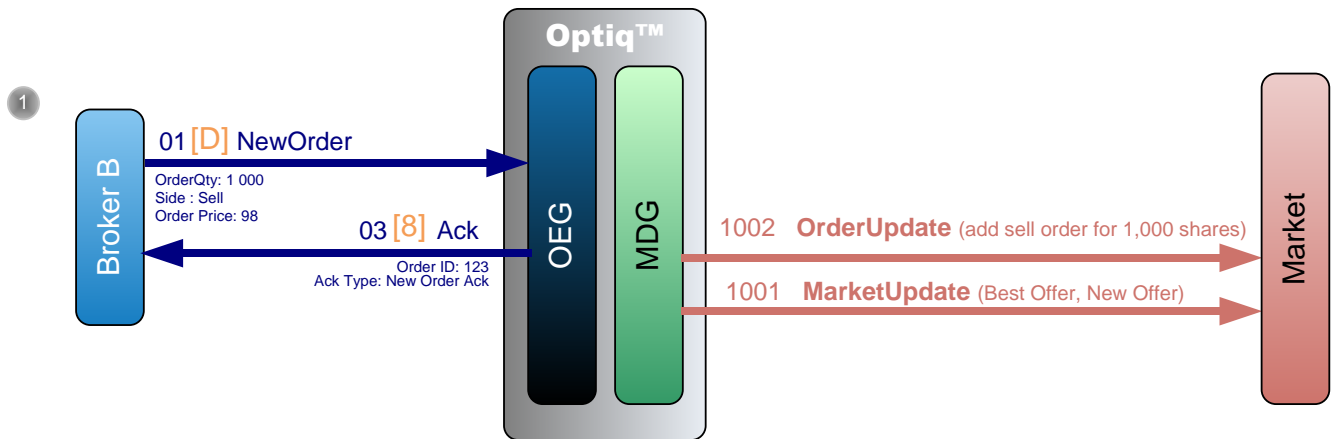 Optiq™
1
Broker B
01 [D] NewOrder
OrderQty: 1 000
Side : Sell
Order Price: 98
03 [8] Ack
Order ID: 123
Ack Type: New Order Ack
OEG
MDG
1002 OrderUpdate (add sell order for 1,000 shares)
1001 MarketUpdate (Best Offer, New Offer)
Market